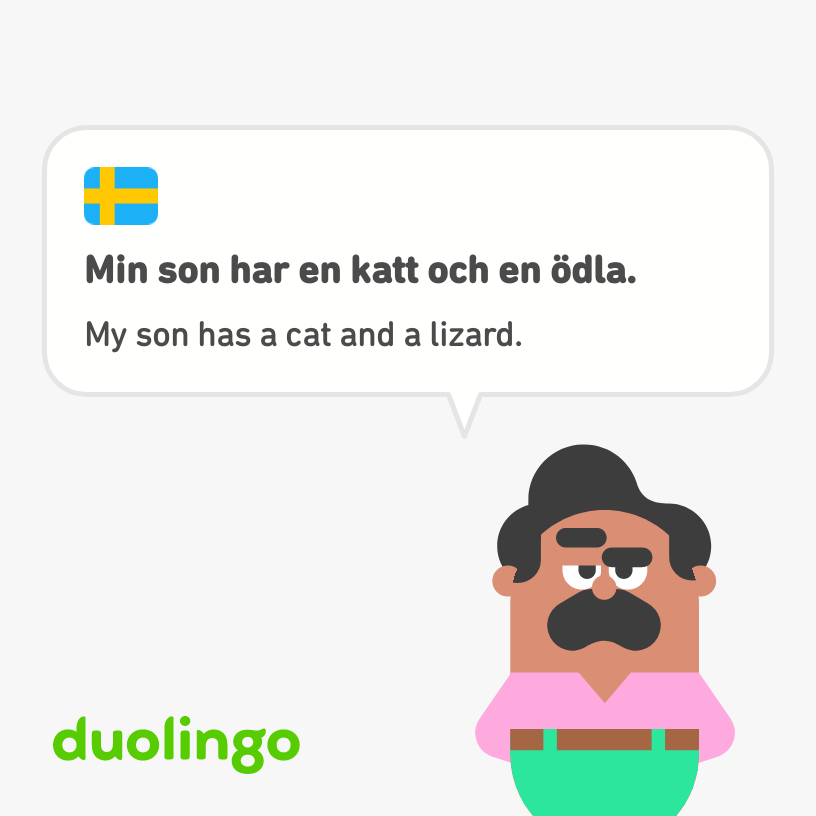 Min son har en katt och en ödla.
My son has a cat and a lizard.
duolingo